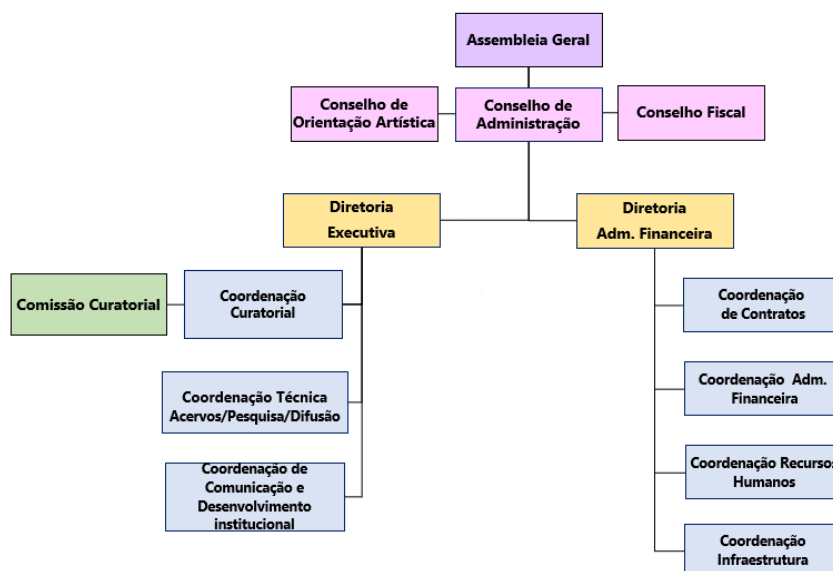 Assembleia Geral
Conselho de
Orientação Artística
Conselho de
Administração
Conselho Fiscal
Diretoria
Executiva
Diretoria
Adm. Financeira
Comissão Curatorial
Coordenação
Curatorial
Coordenação
de Contratos
Coordenação Técnica
Acervos/Pesquisa/Difusão
Coordenação Adm.
Financeira
Coordenação de
Comunicação e
Desenvolvimento
institucional
Coordenação Recursos
Humanos
Coordenação
Infraestrutura